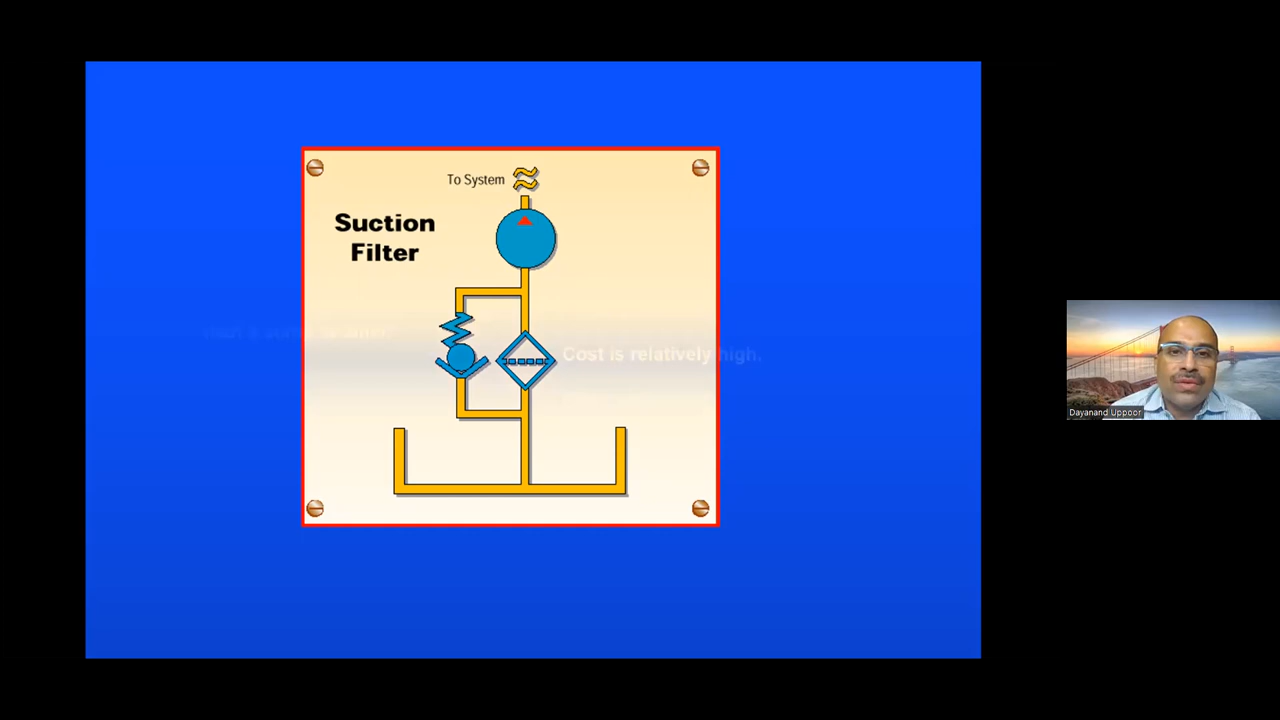 To System
Suction
Filter
Cost is relatively high.
Dayanand Uppoor